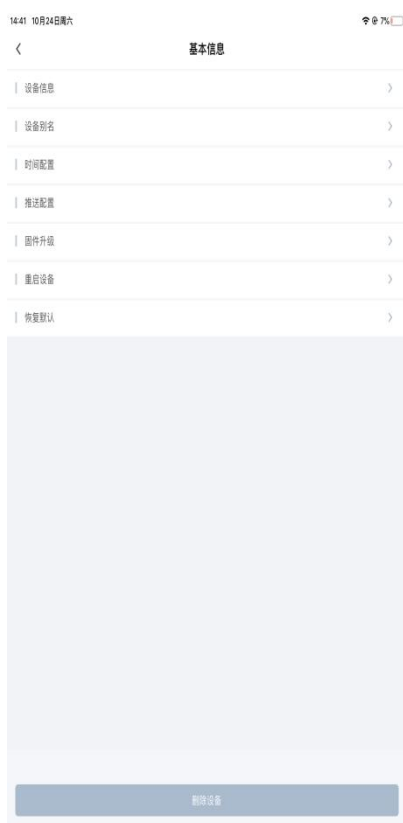 14:41 10月24日周六
7%
基本信息
设备信息
设备别名
时间配置
推送配置
固件升级
重启设备
恢复默认
删除设备